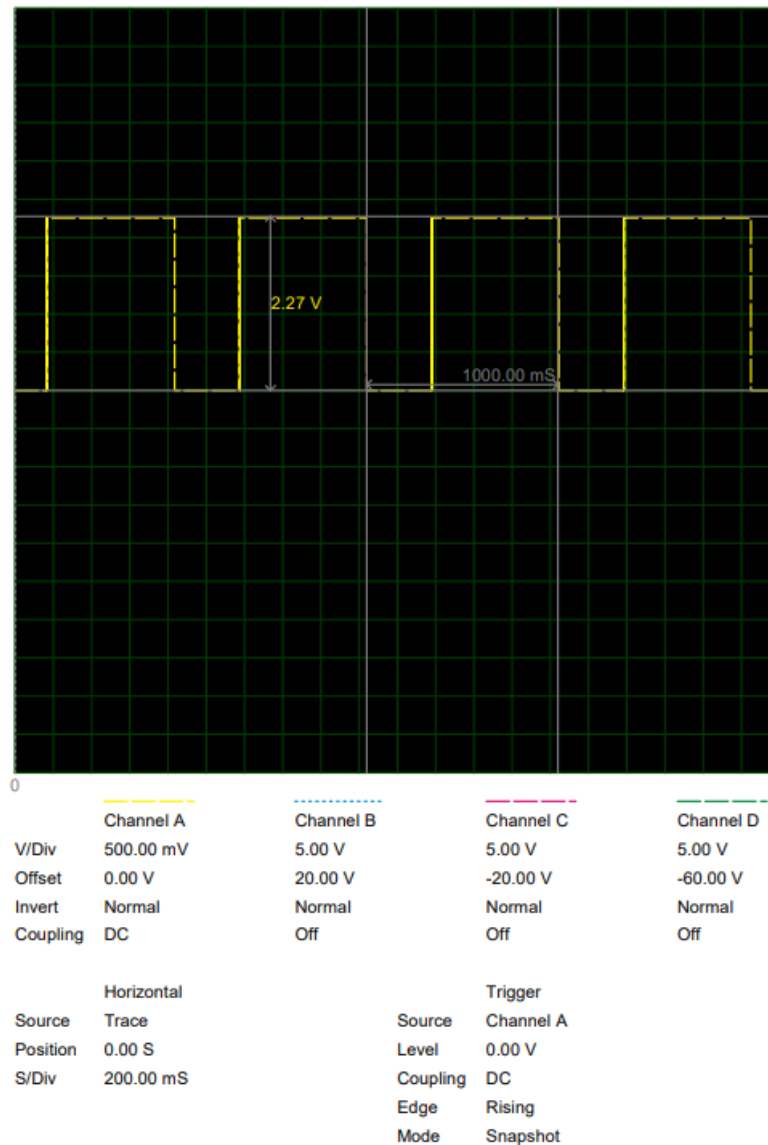 2.27 V
1000.00 mS
0
Channel A Channel B Channel C Channel D
V/Div 500.00 mV 5.00 V 5.00 V 5.00 V
Offset 0.00 V 20.00 V -20.00 V -60.00 V
Invert Normal Normal Normal Normal
Coupling DC Off Off Off
Horizontal Trigger
Source Trace Source Channel A
Position 0.00 S Level 0.00 V
S/Div 200.00 mS Coupling DC
Edge Rising
Mode Snapshot